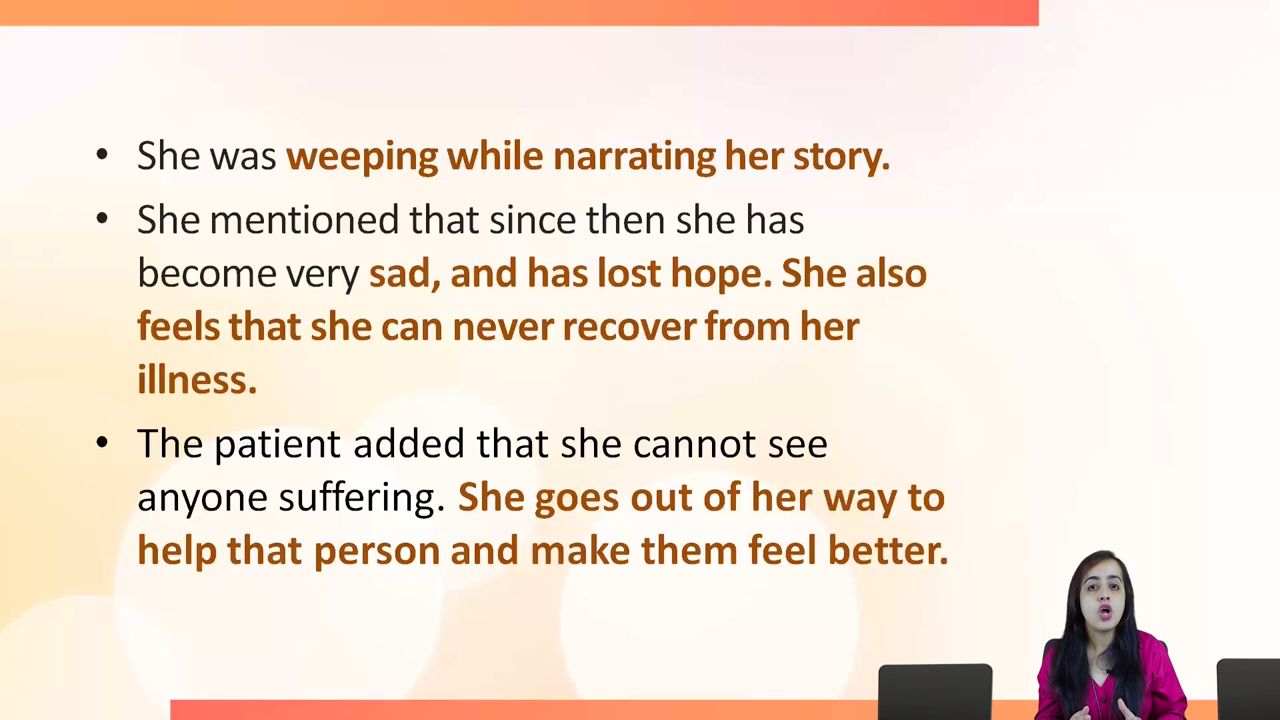 • She was weeping while narrating her story.
• She mentioned that since then she has
become very sad, and has lost hope. She also
feels that she can never recover from her
illness.
• The patient added that she cannot see
anyone suffering. She goes out of her way to
help that person and make them feel better.